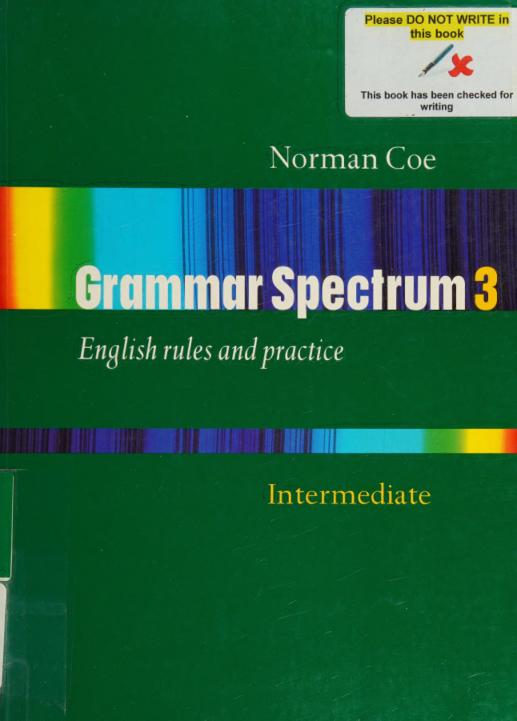 Please DO NOT WRITE in
this book
This book has been checked for
writing
Norman Coe
Grammar Spectrum 3
English rules and practice
Intermediate